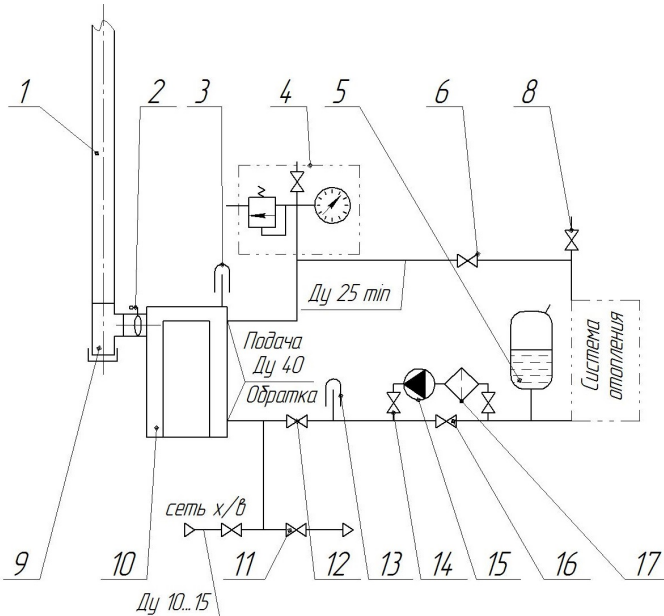 1 2 3 4 5 6 8
Ду 25 min
Подача
Ду 40
Обратка
Система
отопления
сеть х/в
9 10 11 12 13 14 15 16 17
Ду 10...15